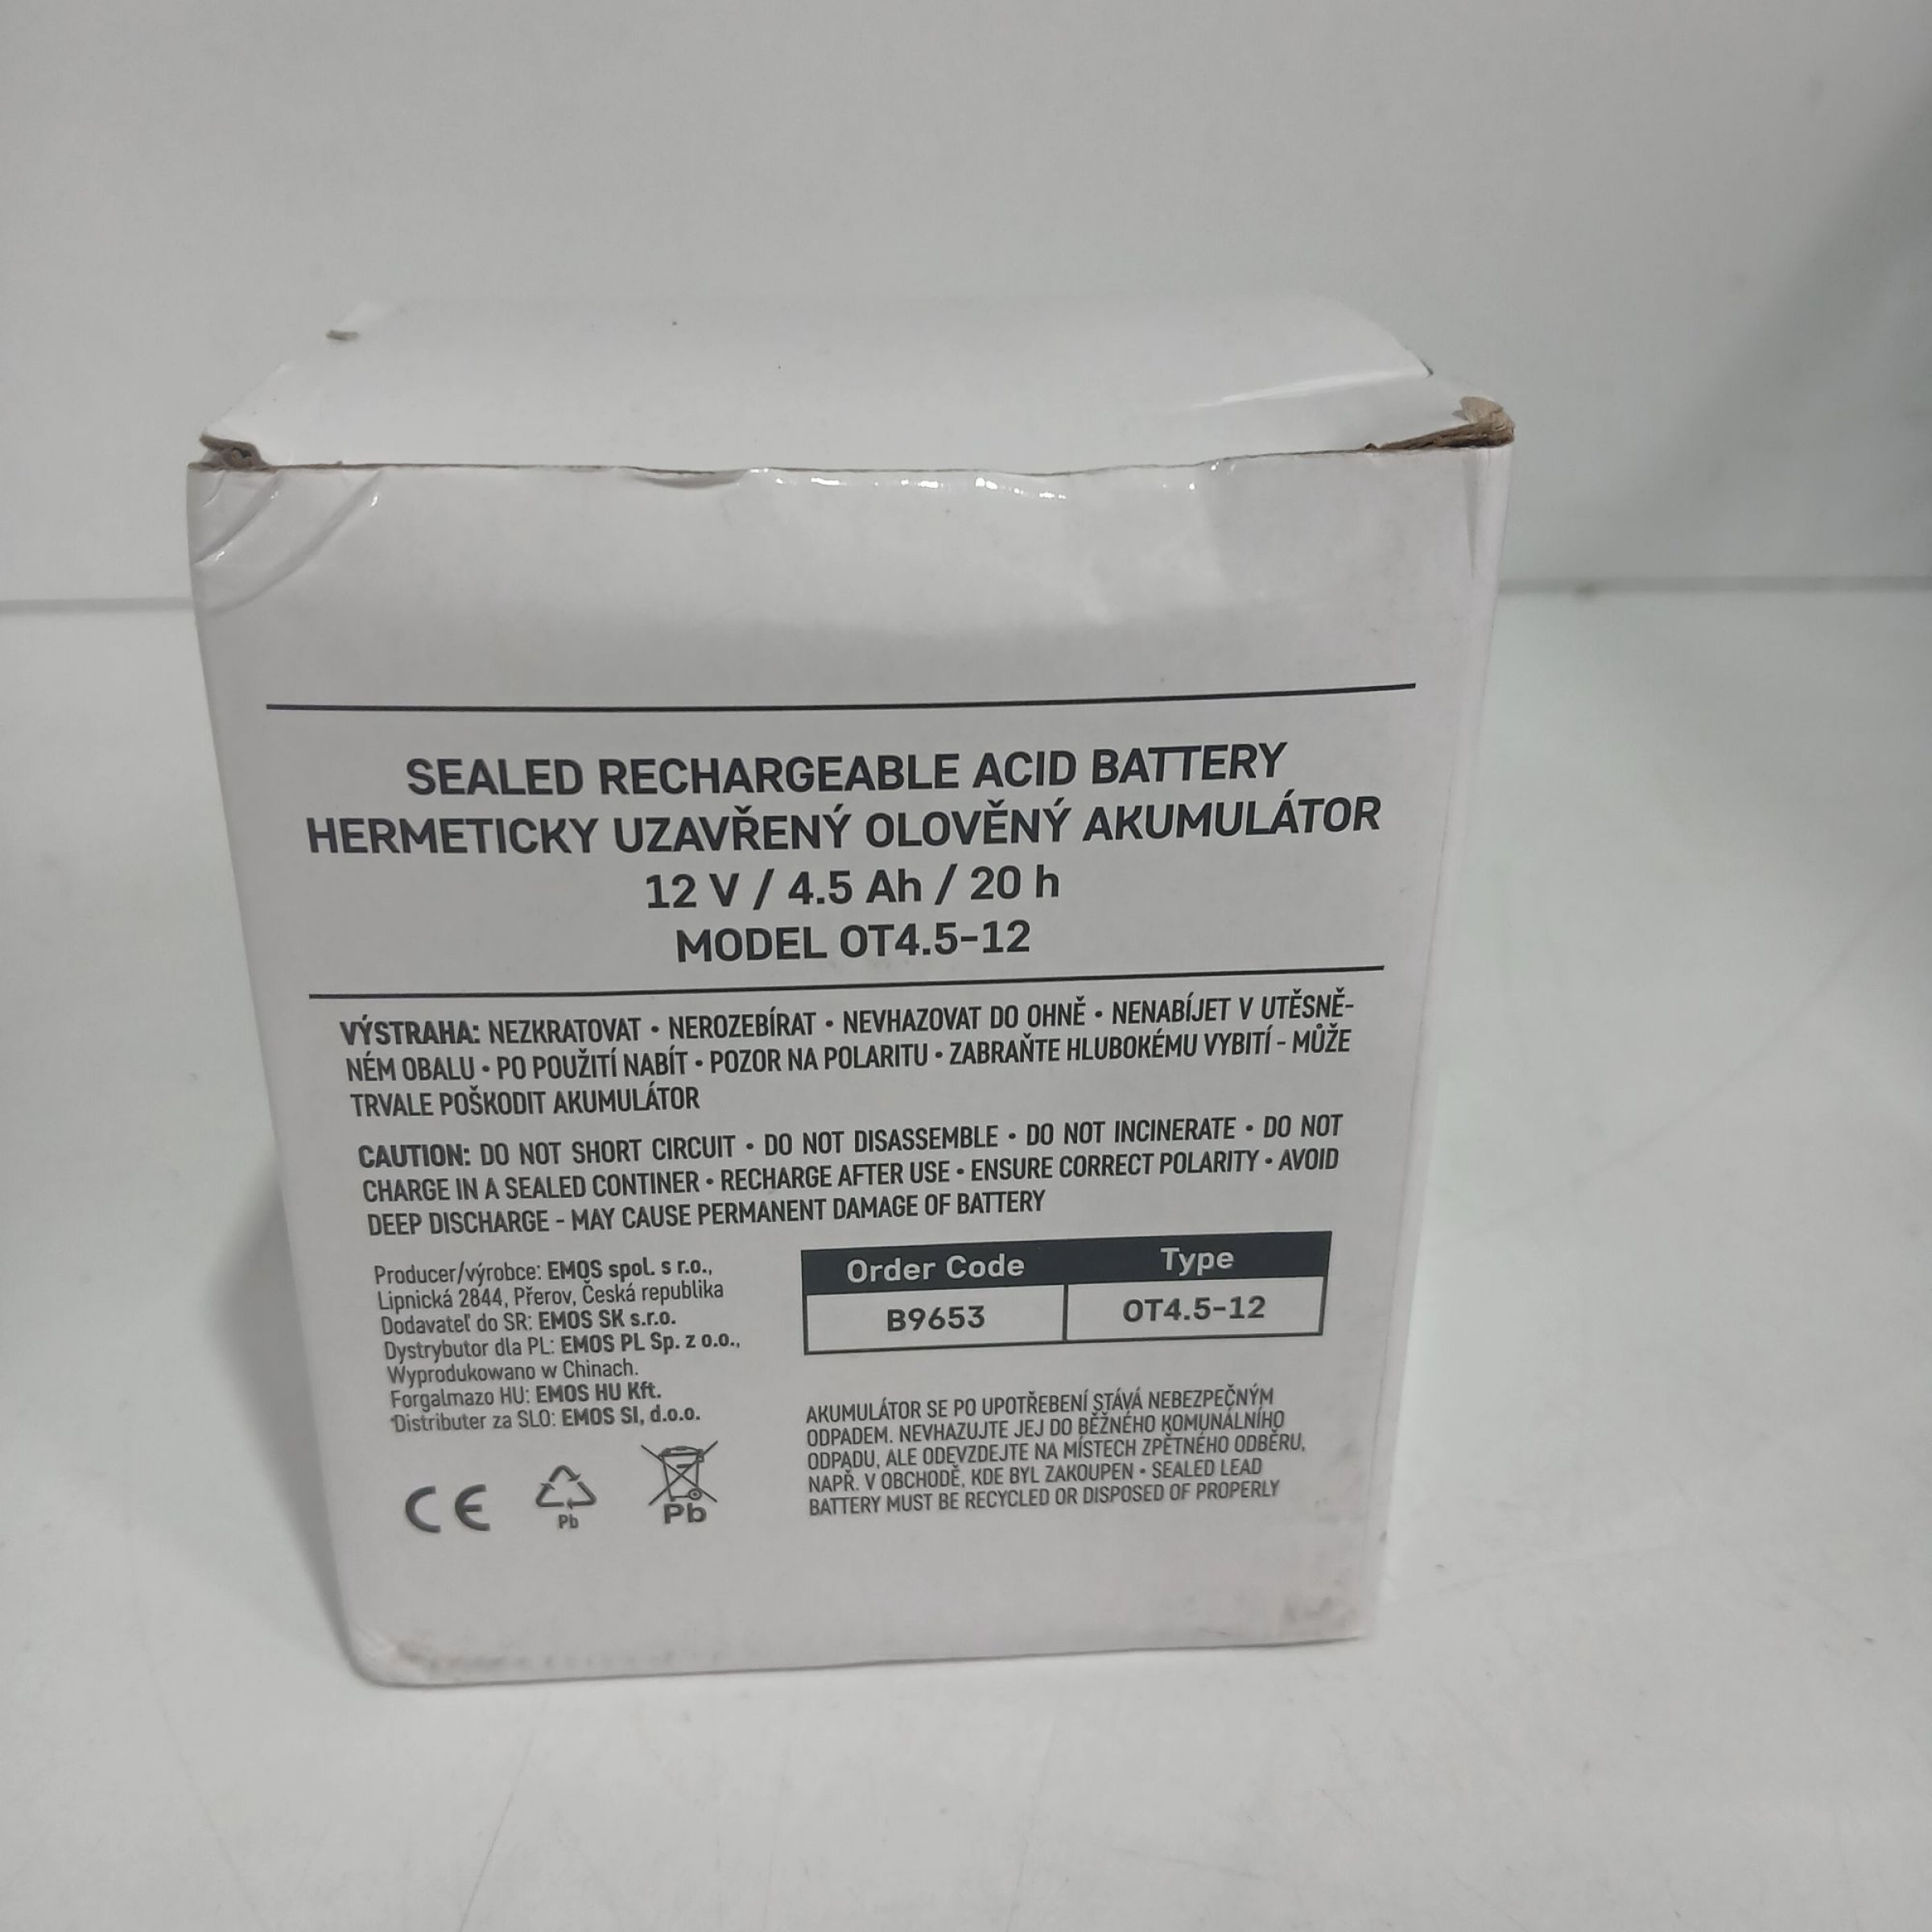 SEALED RECHARGEABLE ACID BATTERY
HERMETICKY UZAVŘENÝ OLOVĚNÝ AKUMULÁTOR
12 V / 4.5 Ah / 20 h
MODEL OT4.5-12
VÝSTRAHA: NEZKRATOVAT • NEROZEBÍRAT • NEVHAZOVAT DO OHNĚ • NENABÍJET V UTĚSNĚ-
NÉM OBALU • PO POUŽITÍ NABÍT • POZOR NA POLARITU • ZABRAŇTE HLUBOKÉMU VYBITÍ - MŮŽE
TRVALE POŠKODIT AKUMULÁTOR
CAUTION: DO NOT SHORT CIRCUIT • DO NOT DISASSEMBLE • DO NOT INCINERATE • DO NOT
CHARGE IN A SEALED CONTINER • RECHARGE AFTER USE • ENSURE CORRECT POLARITY • AVOID
DEEP DISCHARGE - MAY CAUSE PERMANENT DAMAGE OF BATTERY
Producer/výrobce: EMOS spol. s r.o.,
Lipnická 2844, Přerov, Česká republika
Dodavateľ do SR: EMOS SK s.r.o.
Dystrybutor dla PL: EMOS PL Sp. z o.o.,
Wyprodukowano w Chinach.
Forgalmazo HU: EMOS HU Kft.
Distributer za SLO: EMOS SI, d.o.o.
Order Code Type
B9653 OT4.5-12
AKUMULÁTOR SE PO UPOTŘEBENÍ STÁVÁ NEBEZPEČNÝM
ODPADEM. NEVHAZUJTE JEJ DO BĚŽNÉHO KOMUNÁLNÍHO
ODPADU, ALE ODEVZDEJTE NA MÍSTECH ZPĚTNÉHO ODBĚRU,
NAPŘ. V OBCHODĚ, KDE BYL ZAKOUPEN • SEALED LEAD
BATTERY MUST BE RECYCLED OR DISPOSED OF PROPERLY
CE
Pb
Pb